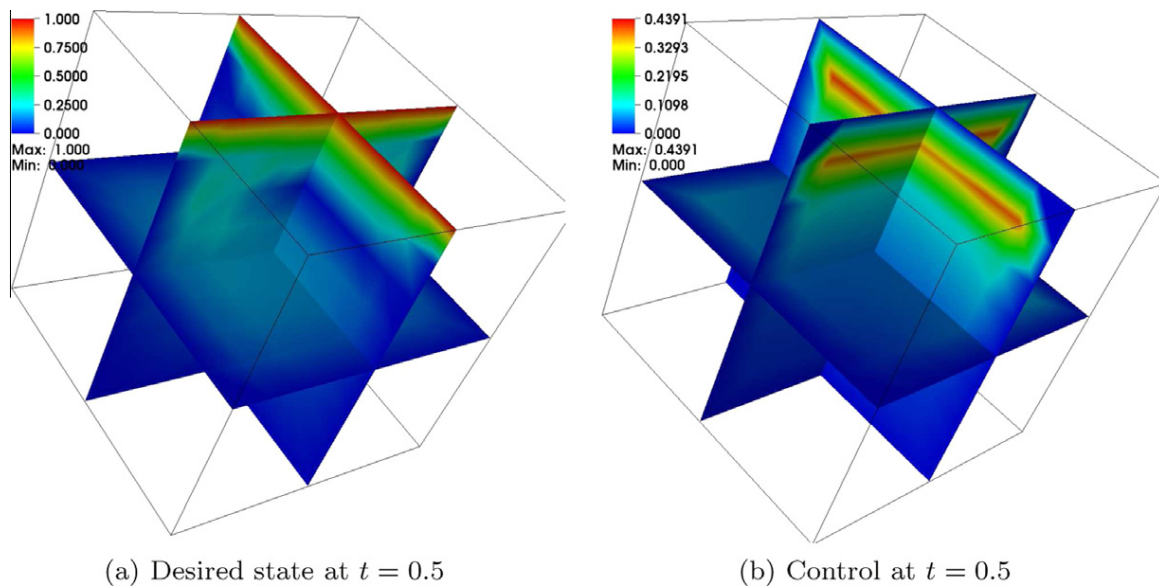 1.000
0.7500
0.5000
0.2500
0.000
Max: 1.000
Min: 0.000
0.4391
0.3293
0.2195
0.1098
0.000
Max: 0.4391
Min: 0.000
(a) Desired state at t = 0.5
(b) Control at t = 0.5